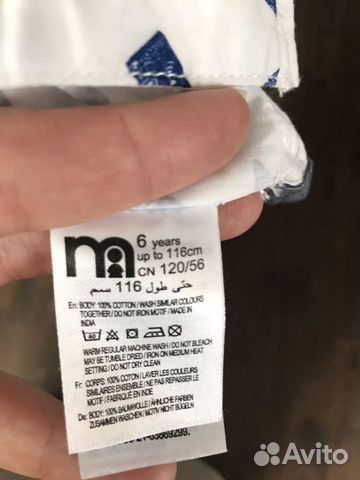 6 years
up to 116cm
CN 120/56
حتى طول 116 سم
En: BODY: 100% COTTON / WASH SIMILAR COLOURS
TOGETHER / DO NOT IRON MOTIF / MADE IN
INDIA
WARM REGULAR MACHINE WASH / DO NOT BLEACH
MAY BE TUMBLE DRIED / IRON ON MEDIUM HEAT
SETTING / DO NOT DRY CLEAN
Fr: CORPS: 100% COTON / LAVER LES COULEURS
SIMILAIRES ENSEMBLE / NE PAS REPASSER LE
MOTIF / FABRIQUÉ EN INDE
De: BODY: 100% BAUMWOLLE / ÄHNLICHE FARBEN
ZUSAMMEN WASCHEN / MOTIV NICHT BÜGELN
Avito